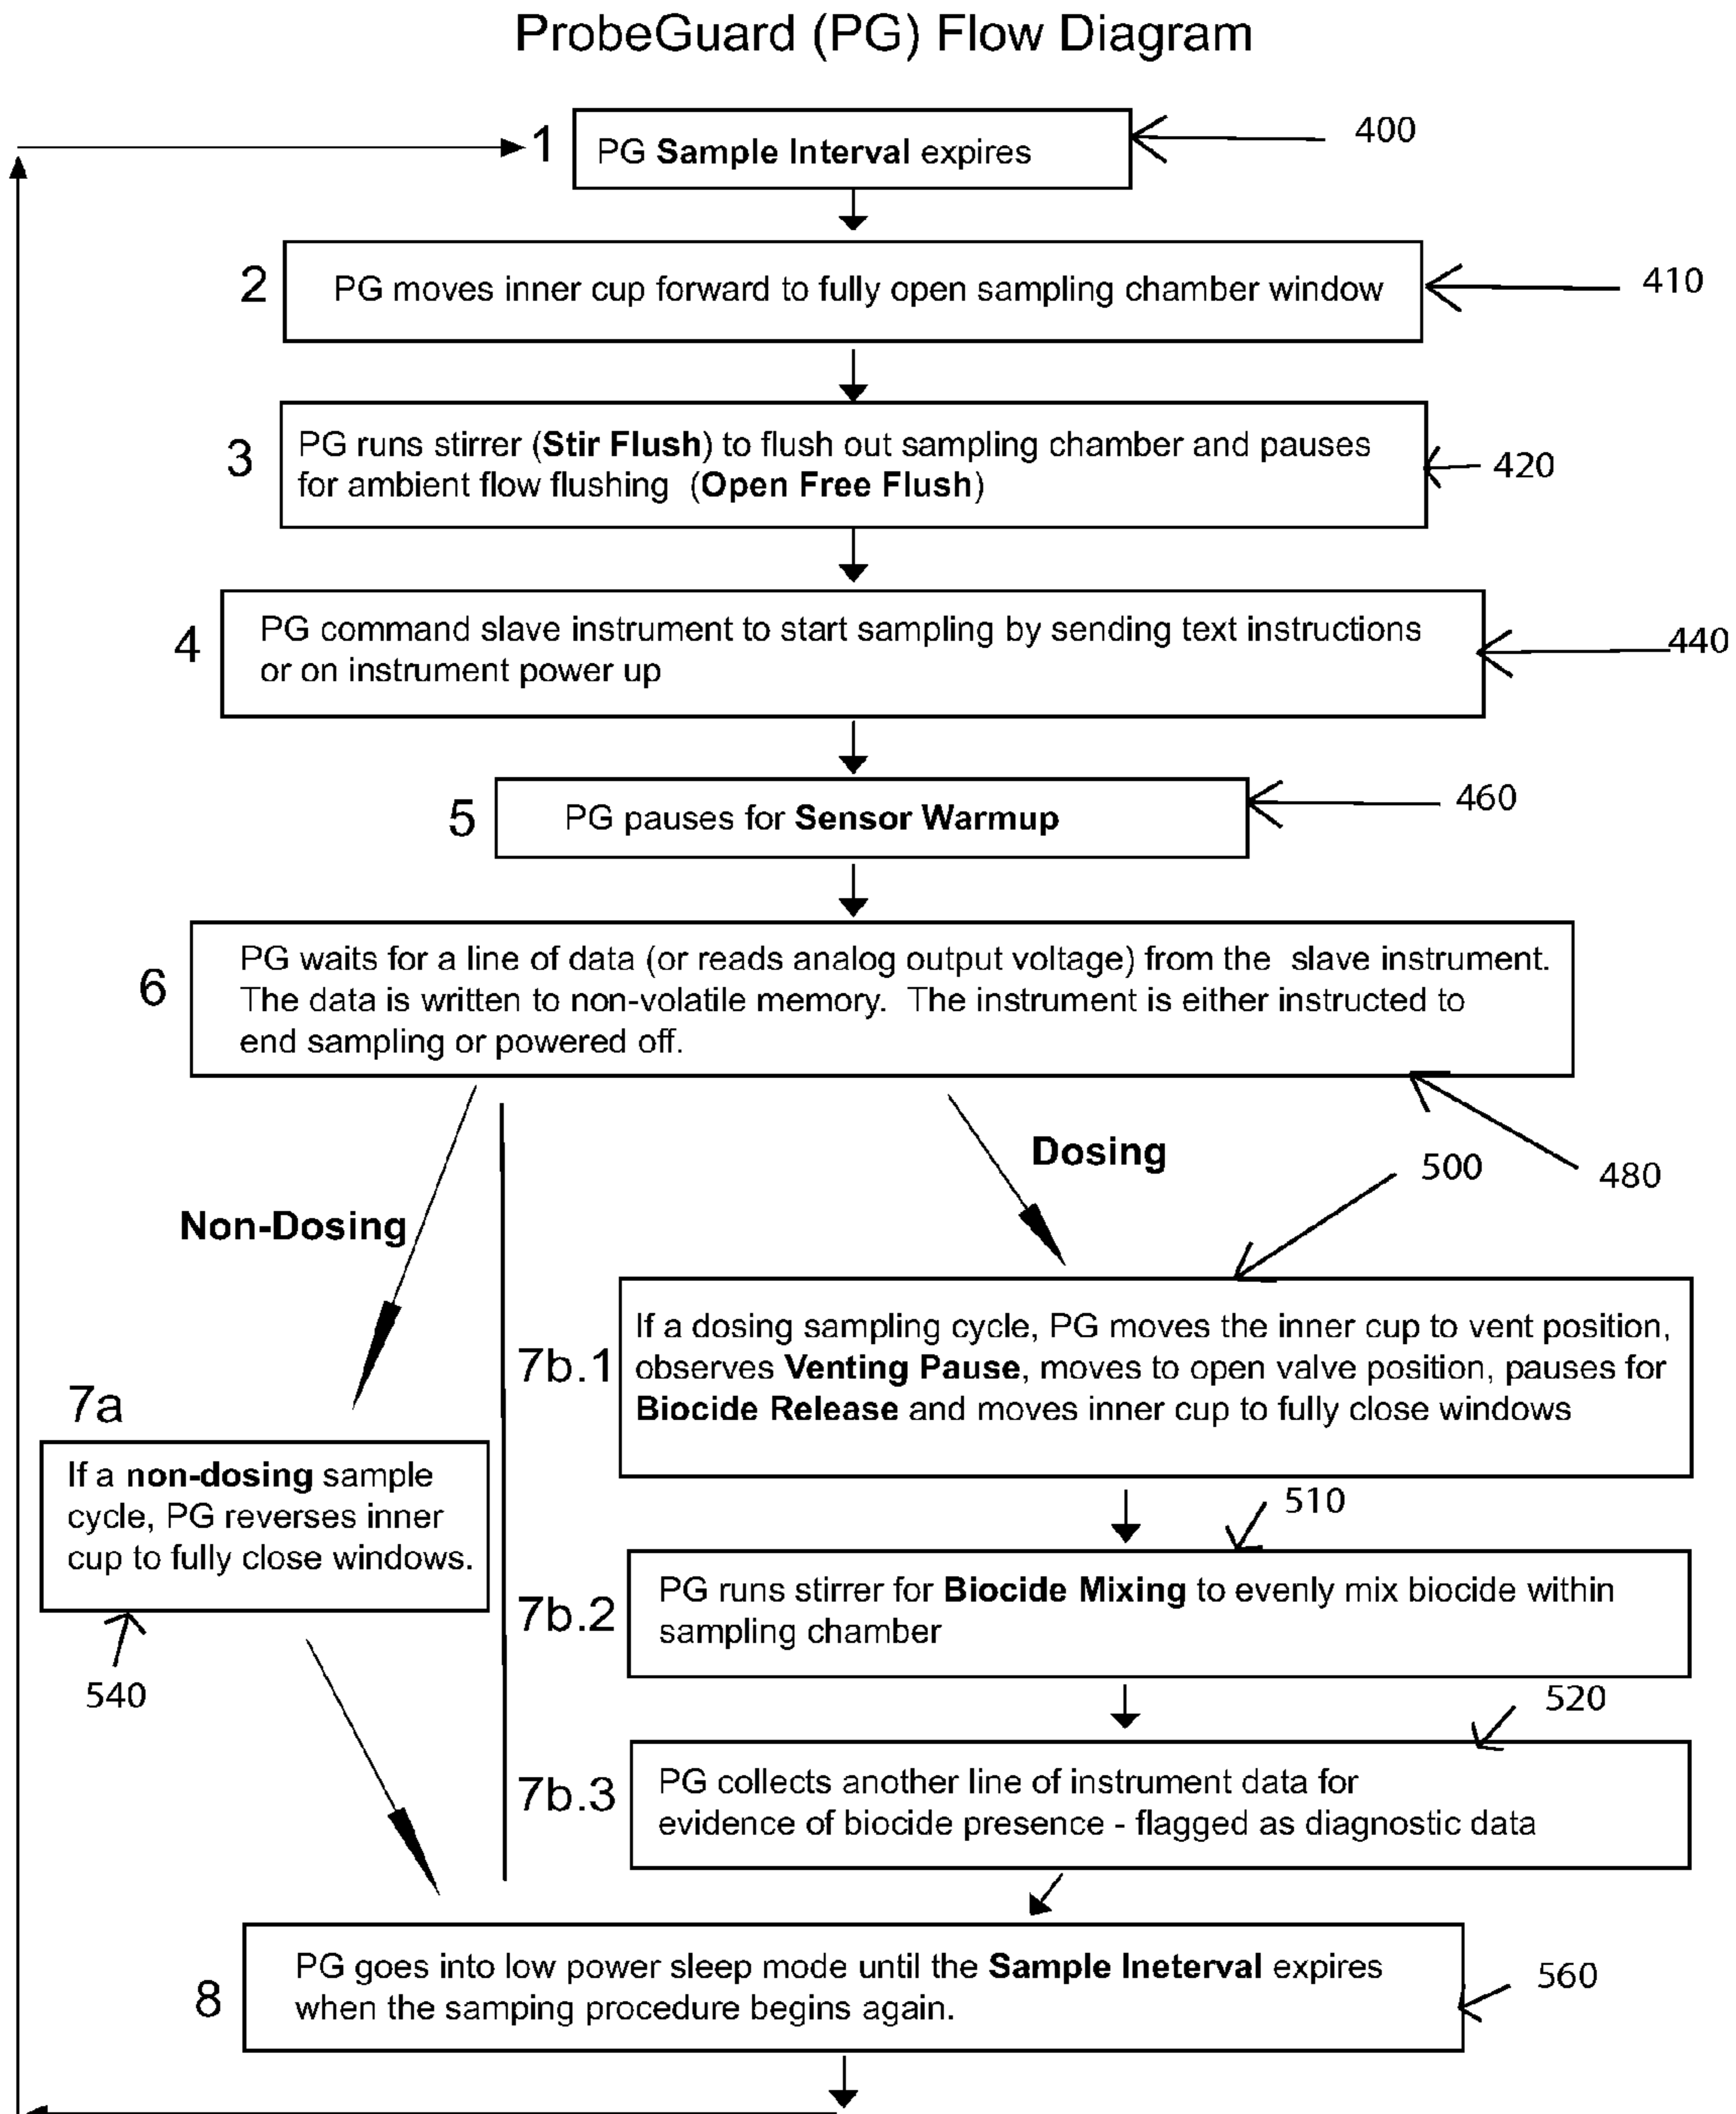 ProbeGuard (PG) Flow Diagram
1
PG Sample Interval expires
400
2
PG moves inner cup forward to fully open sampling chamber window
410
3
PG runs stirrer (Stir Flush) to flush out sampling chamber and pauses
for ambient flow flushing (Open Free Flush)
420
4
PG command slave instrument to start sampling by sending text instructions
or on instrument power up
440
5
PG pauses for Sensor Warmup
460
6
PG waits for a line of data (or reads analog output voltage) from the slave instrument.
The data is written to non-volatile memory. The instrument is either instructed to
end sampling or powered off.
480
Non-Dosing
Dosing
500
7a
If a non-dosing sample
cycle, PG reverses inner
cup to fully close windows.
540
7b.1
If a dosing sampling cycle, PG moves the inner cup to vent position,
observes Venting Pause, moves to open valve position, pauses for
Biocide Release and moves inner cup to fully close windows
510
7b.2
PG runs stirrer for Biocide Mixing to evenly mix biocide within
sampling chamber
520
7b.3
PG collects another line of instrument data for
evidence of biocide presence - flagged as diagnostic data
8
PG goes into low power sleep mode until the Sample Ineterval expires
when the samping procedure begins again.
560